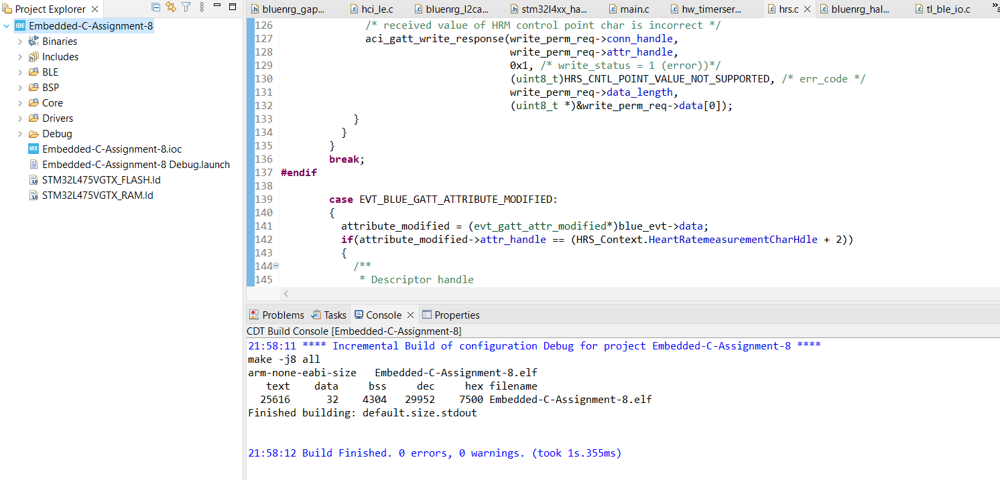 Project Explorer
Embedded-C-Assignment-8
Binaries
Includes
BLE
BSP
Core
Drivers
Debug
Embedded-C-Assignment-8.ioc
Embedded-C-Assignment-8 Debug.launch
STM32L475VGTX_FLASH.ld
STM32L475VGTX_RAM.ld
bluenrg_gap... hci_le.c bluenrg_l2ca... stm32l4xx_ha... main.c hw_timerser... hrs.c bluenrg_hal... tl_ble_io.c
126 /* received value of HRM control point char is incorrect */
127 aci_gatt_write_response(write_perm_req->conn_handle,
128 write_perm_req->attr_handle,
129 0x1, /* write_status = 1 (error))*/
130 (uint8_t)HRS_CNTL_POINT_VALUE_NOT_SUPPORTED, /* err_code */
131 write_perm_req->data_length,
132 (uint8_t *)&write_perm_req->data[0]);
133 }
134 }
135 }
136 break;
137 #endif
138
139 case EVT_BLUE_GATT_ATTRIBUTE_MODIFIED:
140 {
141 attribute_modified = (evt_gatt_attr_modified*)blue_evt->data;
142 if(attribute_modified->attr_handle == (HRS_Context.HeartRatemeasurementCharHdle + 2))
143 {
144 /**
145 * Descriptor handle
Problems Tasks Console Properties
CDT Build Console [Embedded-C-Assignment-8]
21:58:11 **** Incremental Build of configuration Debug for project Embedded-C-Assignment-8 ****
make -j8 all
arm-none-eabi-size Embedded-C-Assignment-8.elf
text data bss dec hex filename
25616 32 4304 29952 7500 Embedded-C-Assignment-8.elf
Finished building: default.size.stdout
21:58:12 Build Finished. 0 errors, 0 warnings. (took 1s.355ms)